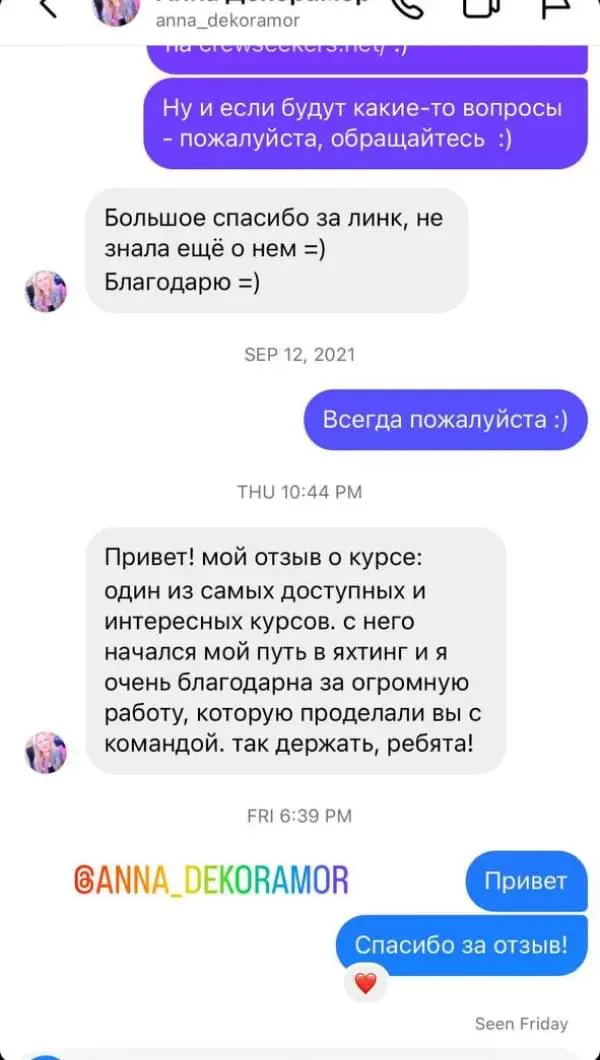 anna_dekoramor
на crewseekers.net/ :)
Ну и если будут какие-то вопросы
- пожалуйста, обращайтесь :)
Большое спасибо за линк, не
знала ещё о нем =)
Благодарю =)
SEP 12, 2021
Всегда пожалуйста :)
THU 10:44 PM
Привет! мой отзыв о курсе:
один из самых доступных и
интересных курсов. с него
начался мой путь в яхтинг и я
очень благодарна за огромную
работу, которую проделали вы с
командой. так держать, ребята!
FRI 6:39 PM
@ANNA_DEKORAMOR
Привет
Спасибо за отзыв!
Seen Friday